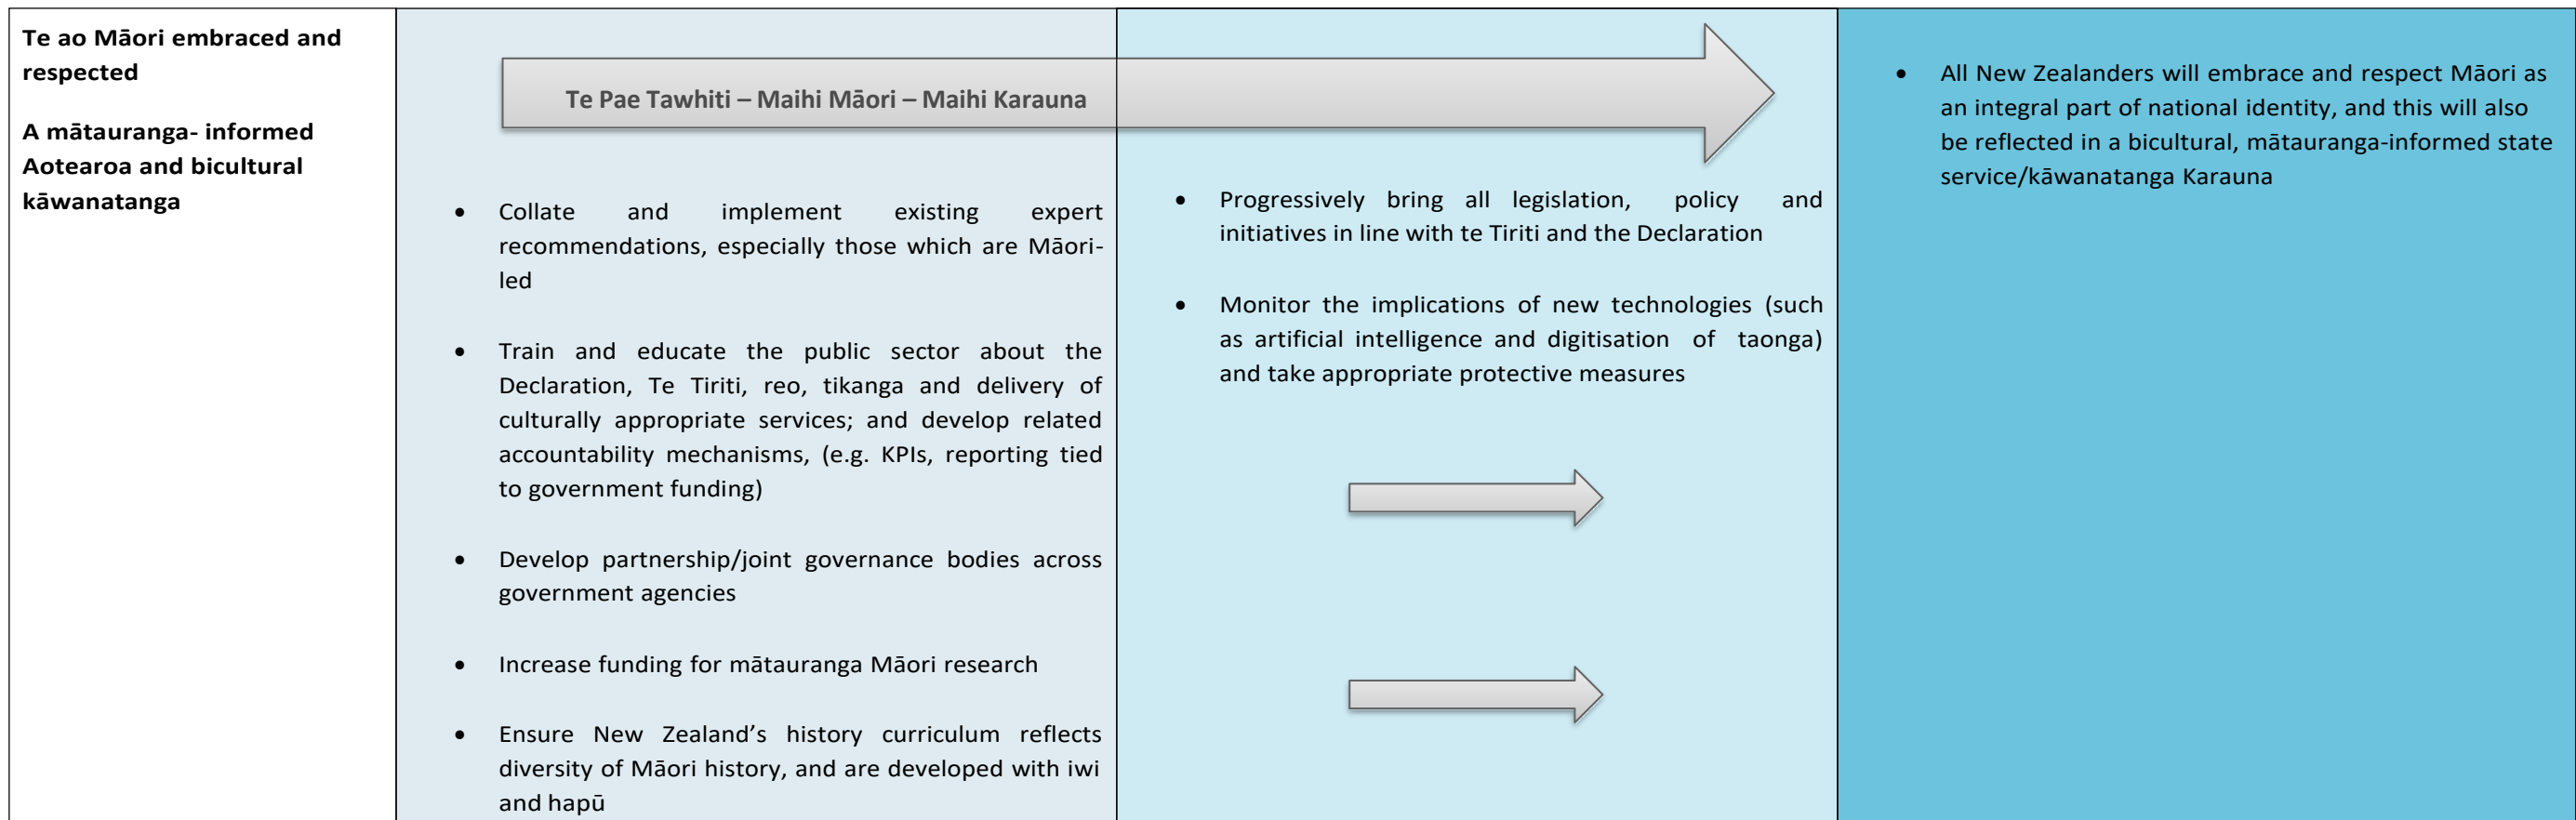 Te ao Māori embraced and
respected
A mātauranga- informed
Aotearoa and bicultural
kāwanatanga
Te Pae Tawhiti – Maihi Māori – Maihi Karauna
• Collate and implement existing expert
recommendations, especially those which are Māori-
led
• Train and educate the public sector about the
Declaration, Te Tiriti, reo, tikanga and delivery of
culturally appropriate services; and develop related
accountability mechanisms, (e.g. KPIs, reporting tied
to government funding)
• Develop partnership/joint governance bodies across
government agencies
• Increase funding for mātauranga Māori research
• Ensure New Zealand’s history curriculum reflects
diversity of Māori history, and are developed with iwi
and hapū
• Progressively bring all legislation, policy and
initiatives in line with te Tiriti and the Declaration
• Monitor the implications of new technologies (such
as artificial intelligence and digitisation of taonga)
and take appropriate protective measures
• All New Zealanders will embrace and respect Māori as
an integral part of national identity, and this will also
be reflected in a bicultural, mātauranga-informed state
service/kāwanatanga Karauna